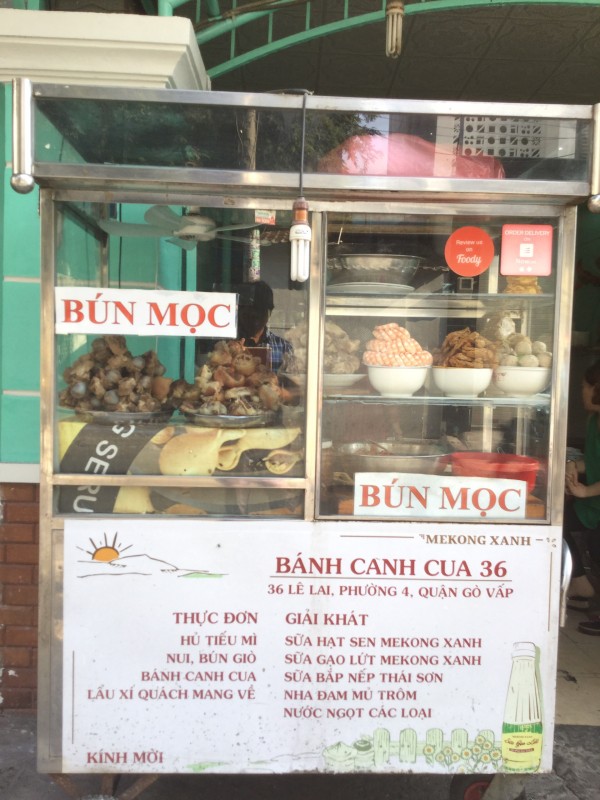 Foody
ORDER DELIVERY
BÚN MỌC
G SERU
BÚN MỌC
MEKONG XANH
BÁNH CANH CUA 36
36 LÊ LAI, PHƯỜNG 4, QUẬN GÒ VẤP
THỰC ĐƠN
HỦ TIẾU MÌ
NUI, BÚN GIÒ
BÁNH CANH CUA
LẨU XÍ QUÁCH MANG VỀ
KÍNH MỜI
GIẢI KHÁT
SỮA HẠT SEN MEKONG XANH
SỮA GẠO LỨT MEKONG XANH
SỮA BẮP NẾP THÁI SƠN
NHA ĐAM MỦ TRÔM
NƯỚC NGỌT CÁC LOẠI